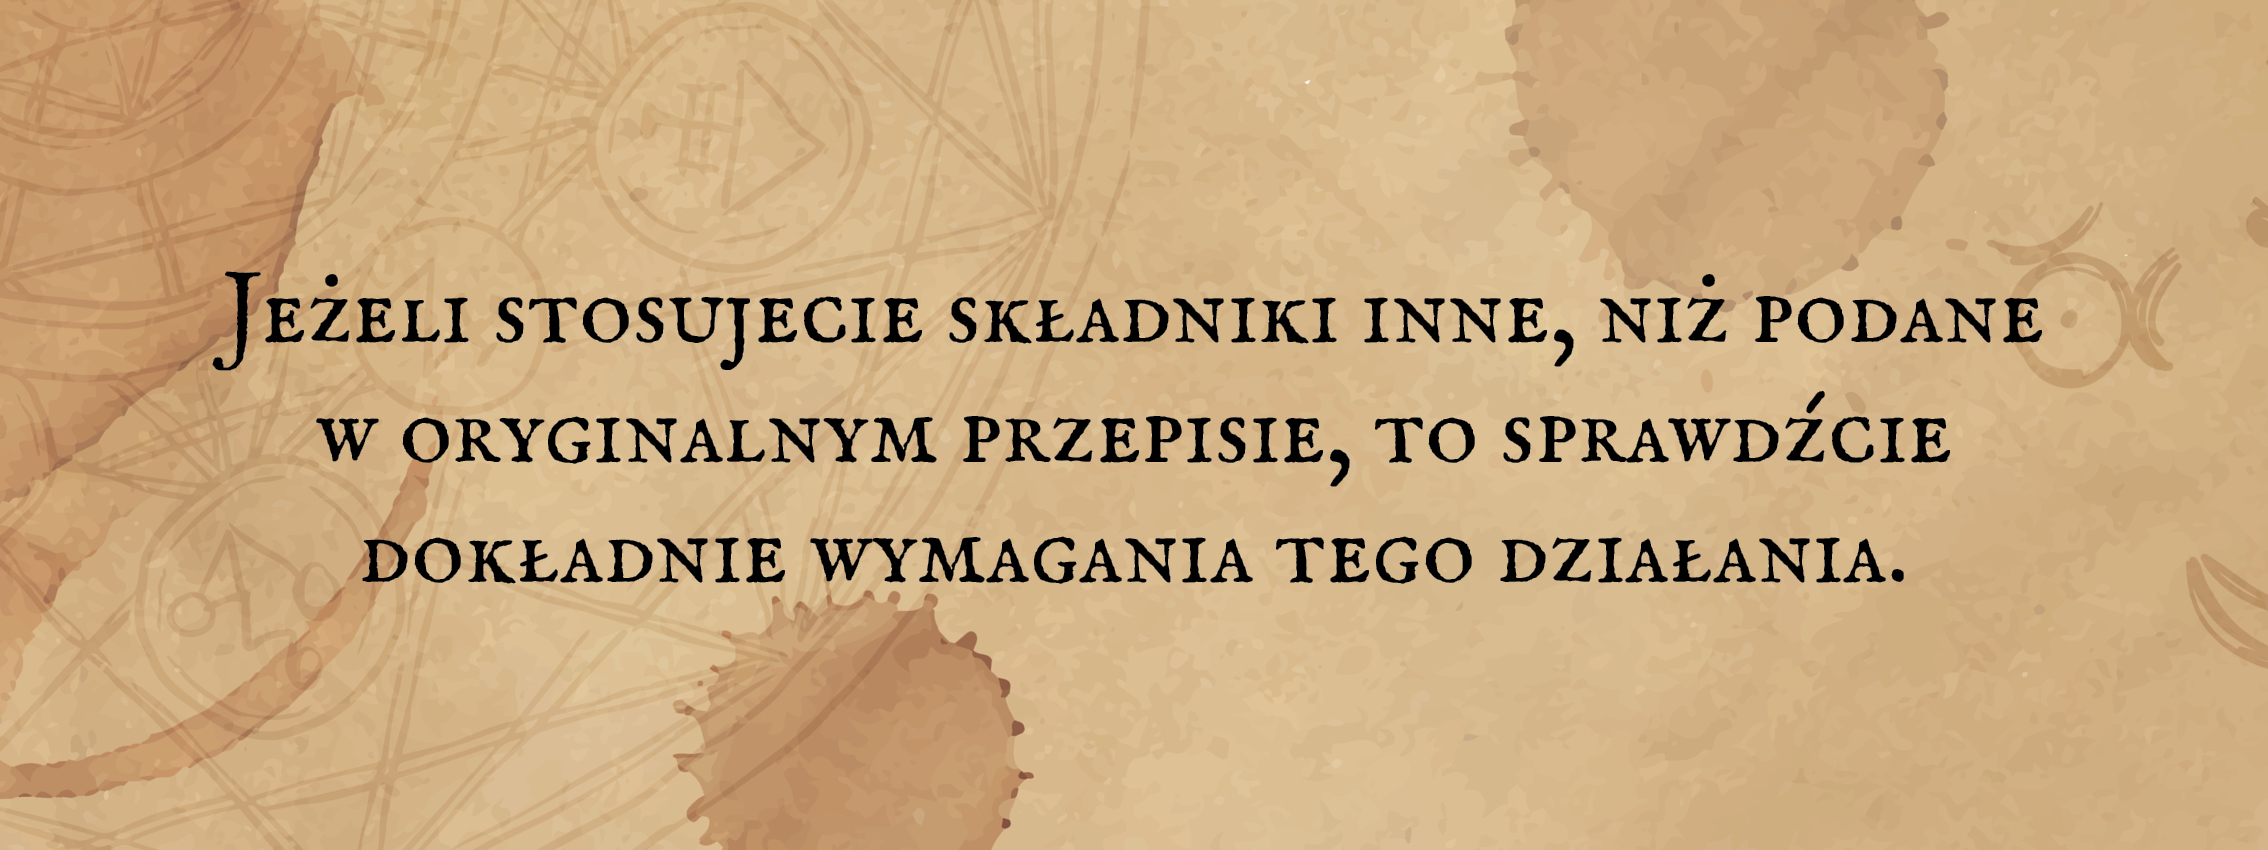 Jeżeli stosujecie składniki inne, niż podane
w oryginalnym przepisie, to sprawdźcie
dokładnie wymagania tego działania.